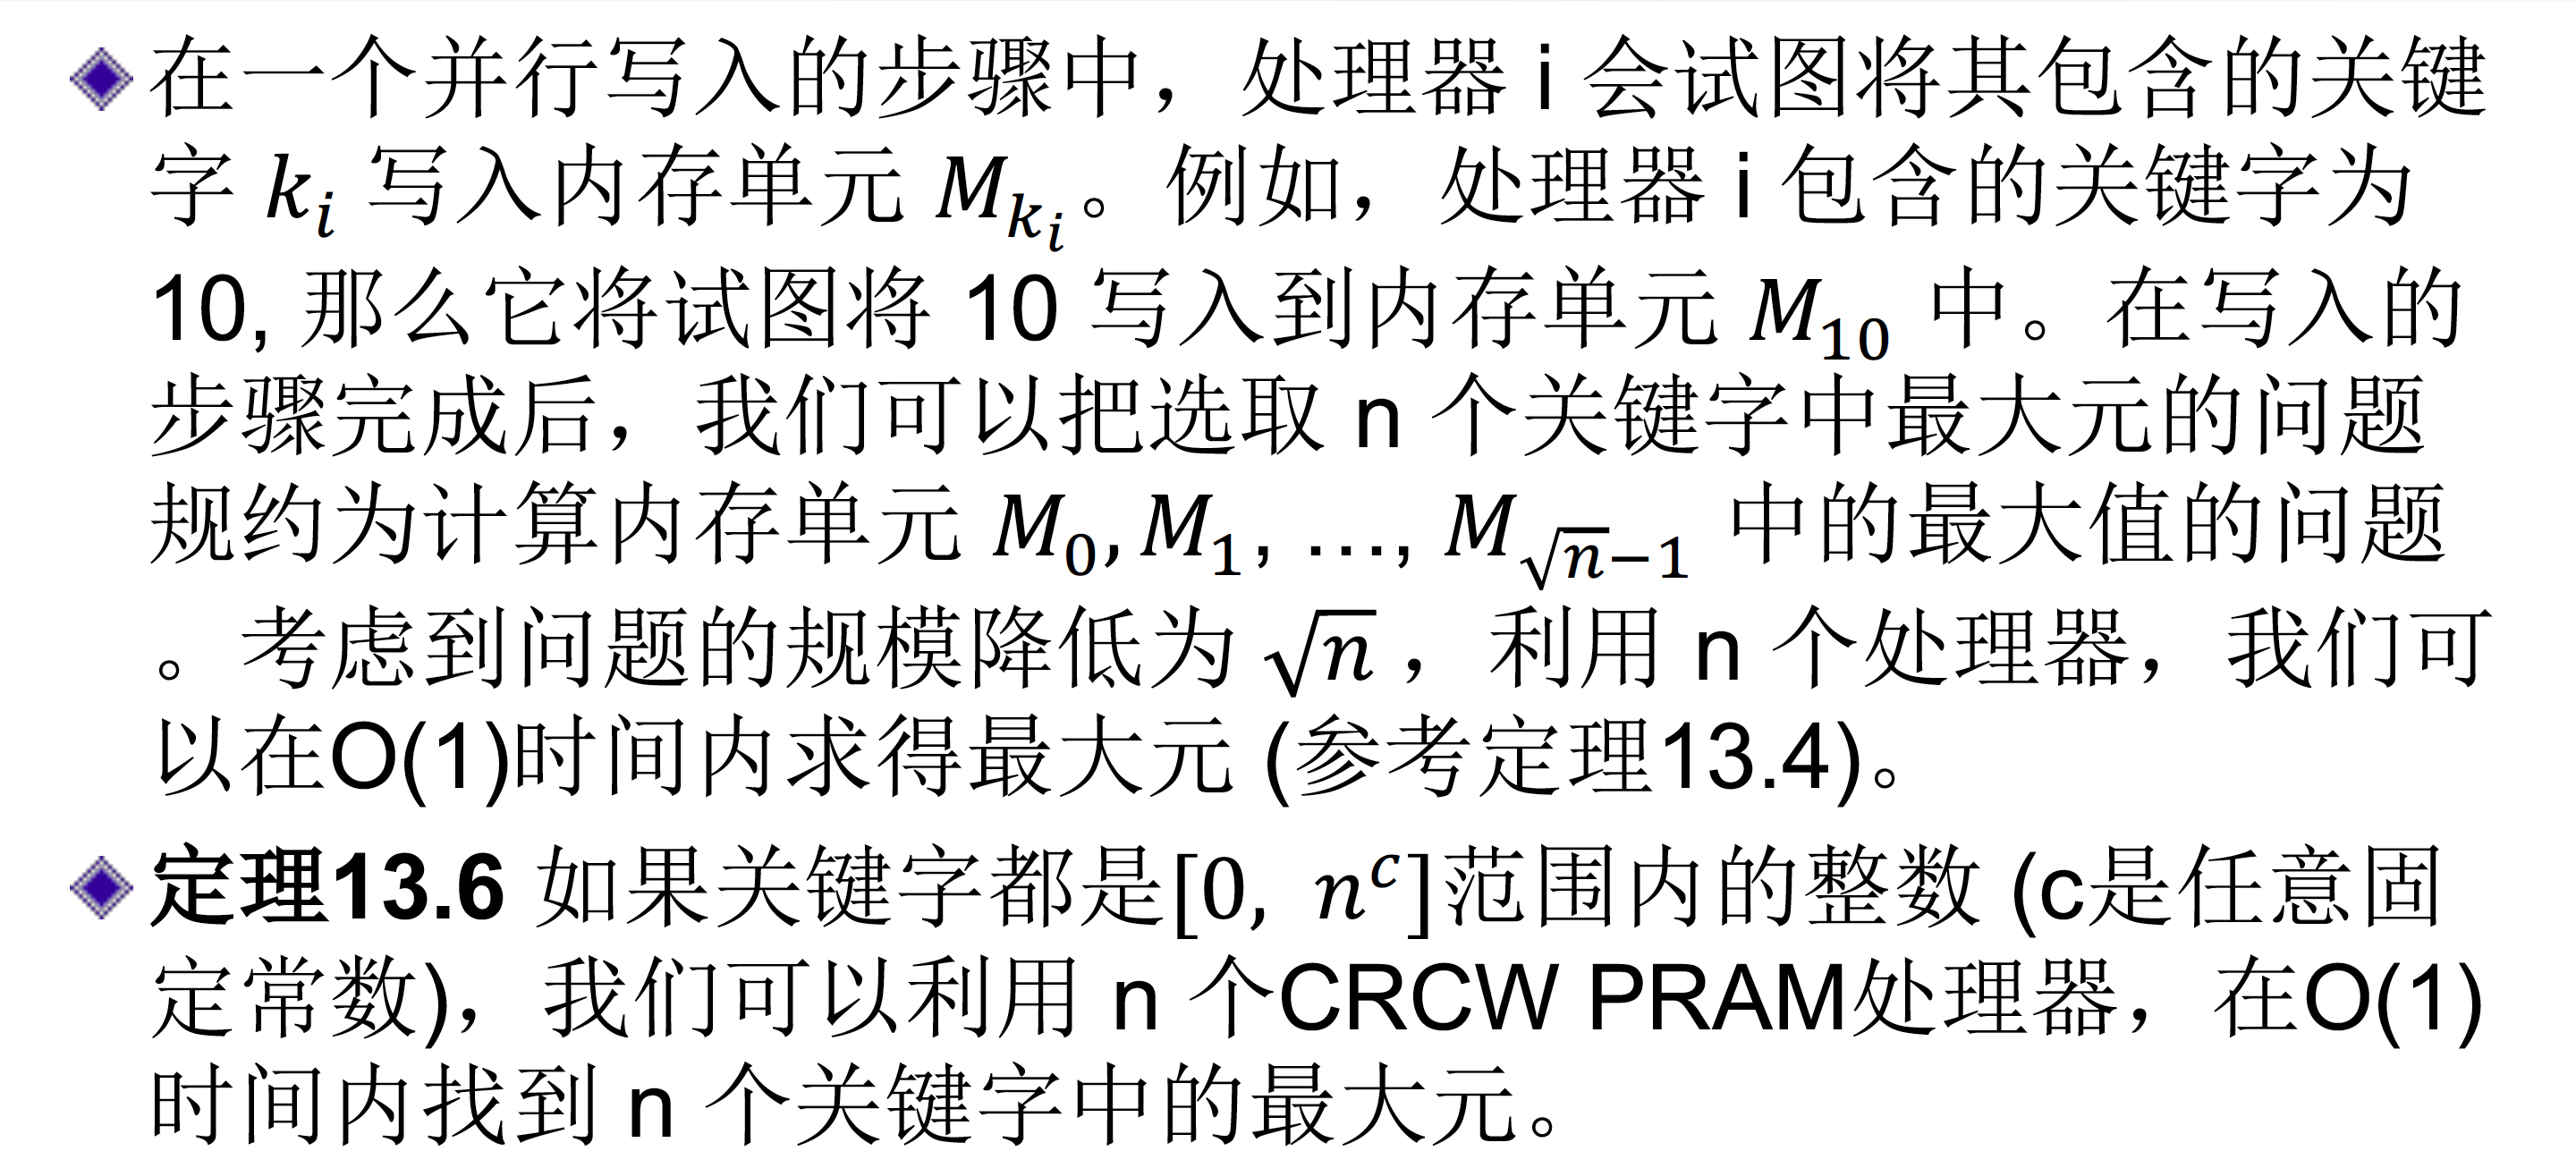 在一个并行写入的步骤中，处理器 i 会试图将其包含的关键
字 $k_i$ 写入内存单元 $M_{k_i}$。例如，处理器 i 包含的关键字为
10, 那么它将试图将 10 写入到内存单元 $M_{10}$ 中。在写入的
步骤完成后，我们可以把选取 n 个关键字中最大元的问题
规约为计算内存单元 $M_0, M_1, …, M_{\sqrt{n}-1}$ 中的最大值的问题
。考虑到问题的规模降低为 $\sqrt{n}$，利用 n 个处理器，我们可
以在O(1)时间内求得最大元 (参考定理13.4)。
定理13.6 如果关键字都是$[0, n^c]$范围内的整数 (c是任意固
定常数)，我们可以利用 n 个CRCW PRAM处理器，在O(1)
时间内找到 n 个关键字中的最大元。